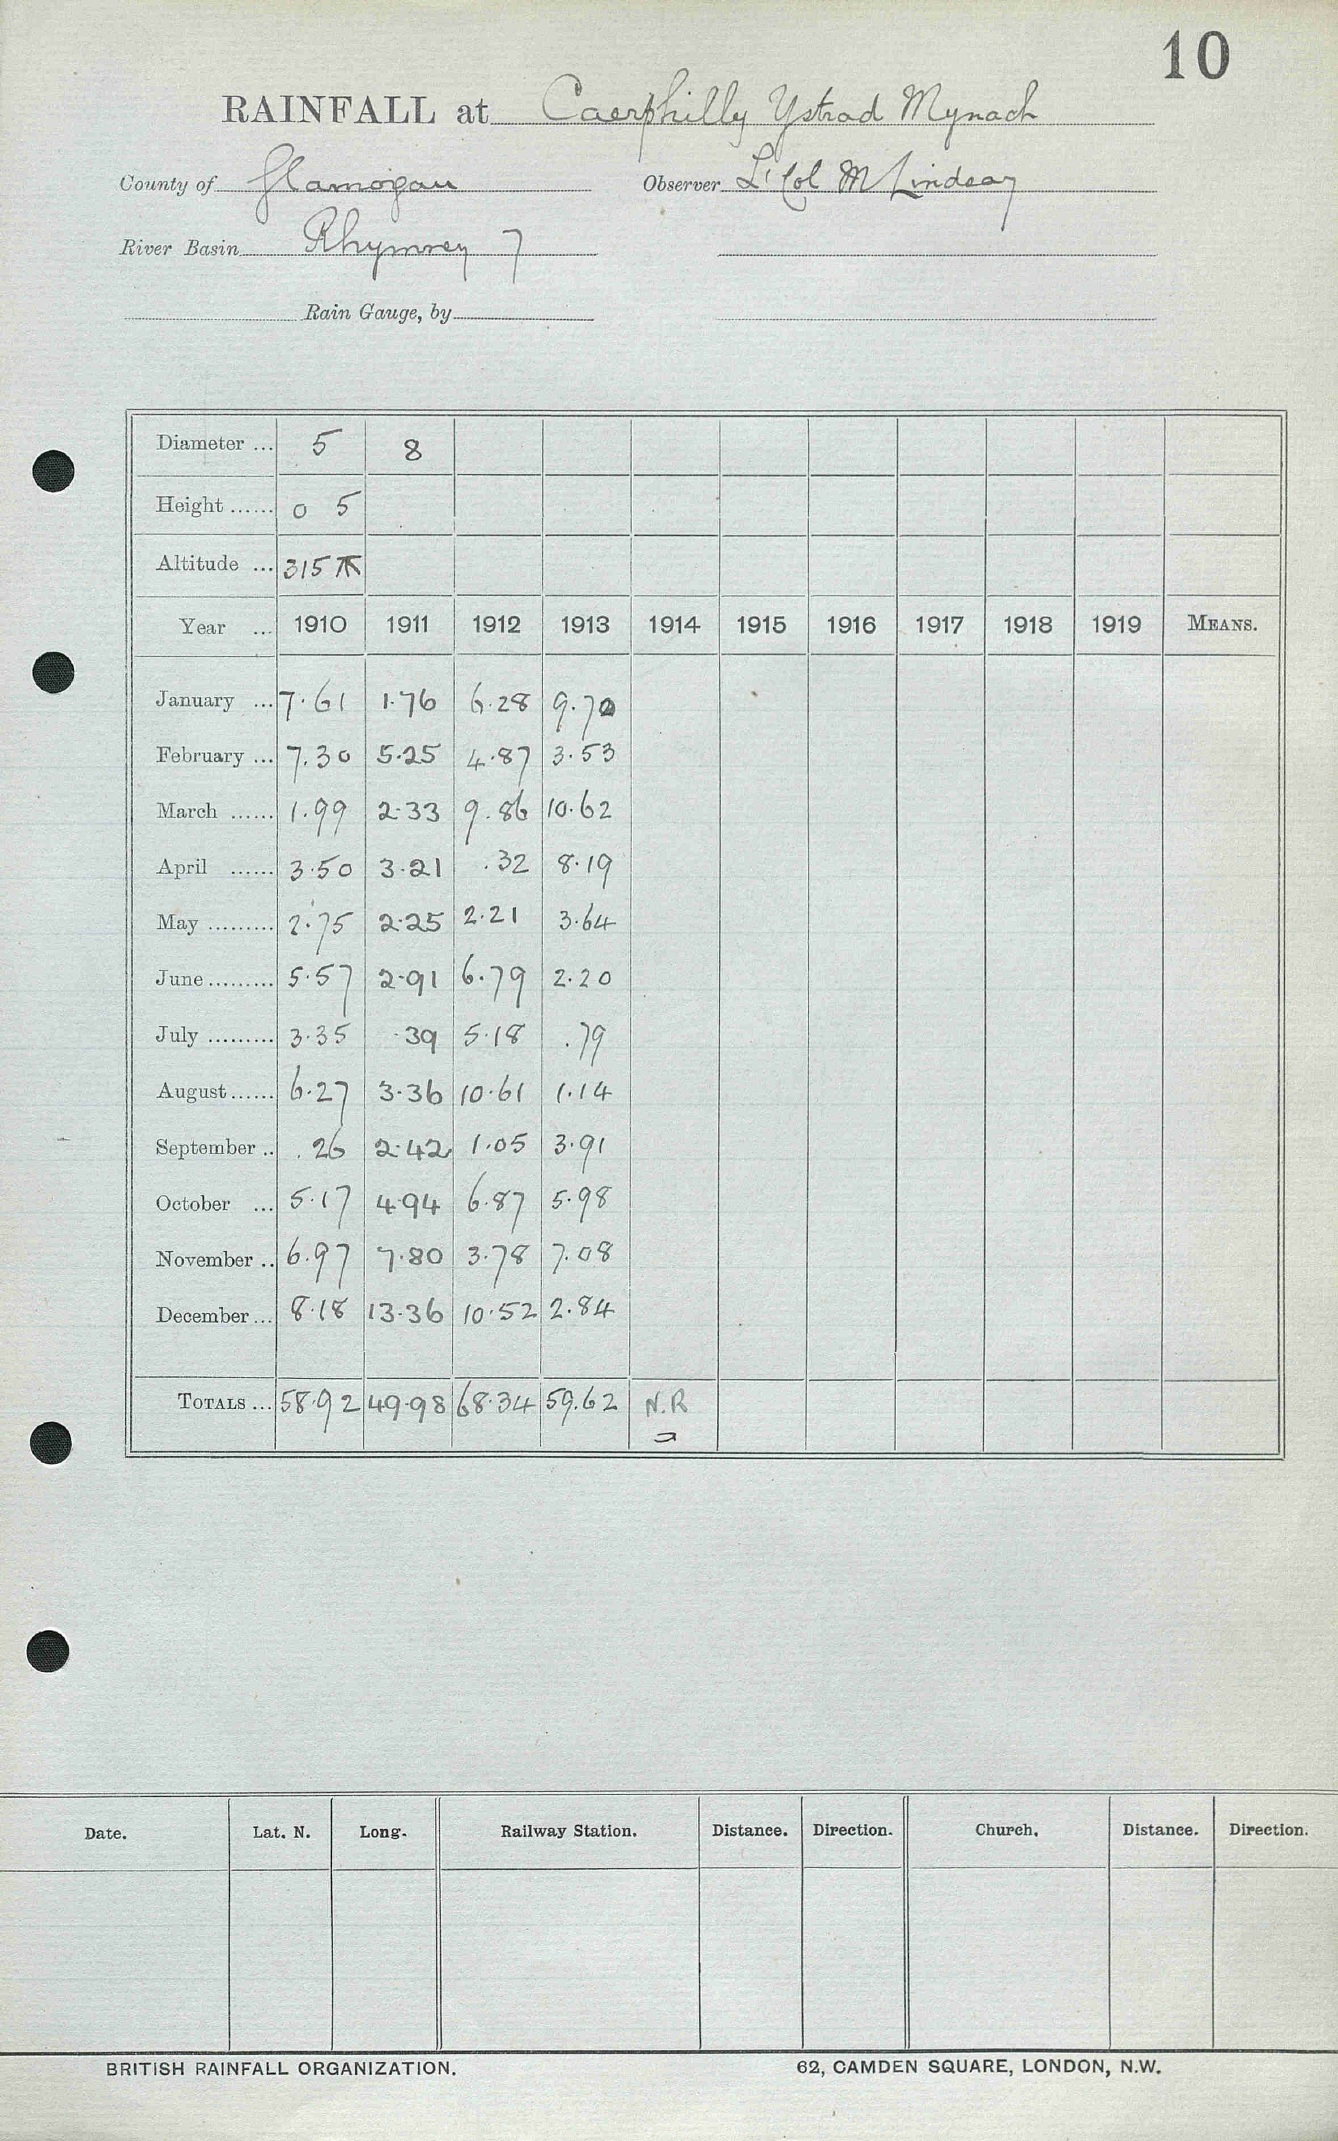 10
RAINFALL at Caerphilly Ystrad Mynach
County of Glamorgan Observer Lt Col M Lindsay
River Basin Rhymney 7
Rain Gauge, by
Diameter ... 5 8
Height ...... 0 5
Altitude ... 315
Year ... 1910 1911 1912 1913 1914 1915 1916 1917 1918 1919 MEANS.
January ... 7.61 1.76 6.28 9.70
February ... 7.30 5.25 4.87 3.53
March ...... 1.99 2.33 9.86 10.62
April ...... 3.50 3.21 .32 8.19
May ......... 2.75 2.25 2.21 3.64
June ......... 5.57 2.91 6.79 2.20
July ......... 3.35 .39 5.18 .79
August ...... 6.27 3.36 10.61 1.14
September .. .26 2.42 1.05 3.91
October ... 5.17 4.94 6.87 5.98
November .. 6.97 7.80 3.78 7.08
December ... 8.18 13.36 10.52 2.84
TOTALS ... 58.92 49.98 68.34 59.62 N.R
Date. Lat. N. Long. Railway Station. Distance. Direction. Church. Distance. Direction.
BRITISH RAINFALL ORGANIZATION. 62, CAMDEN SQUARE, LONDON, N.W.